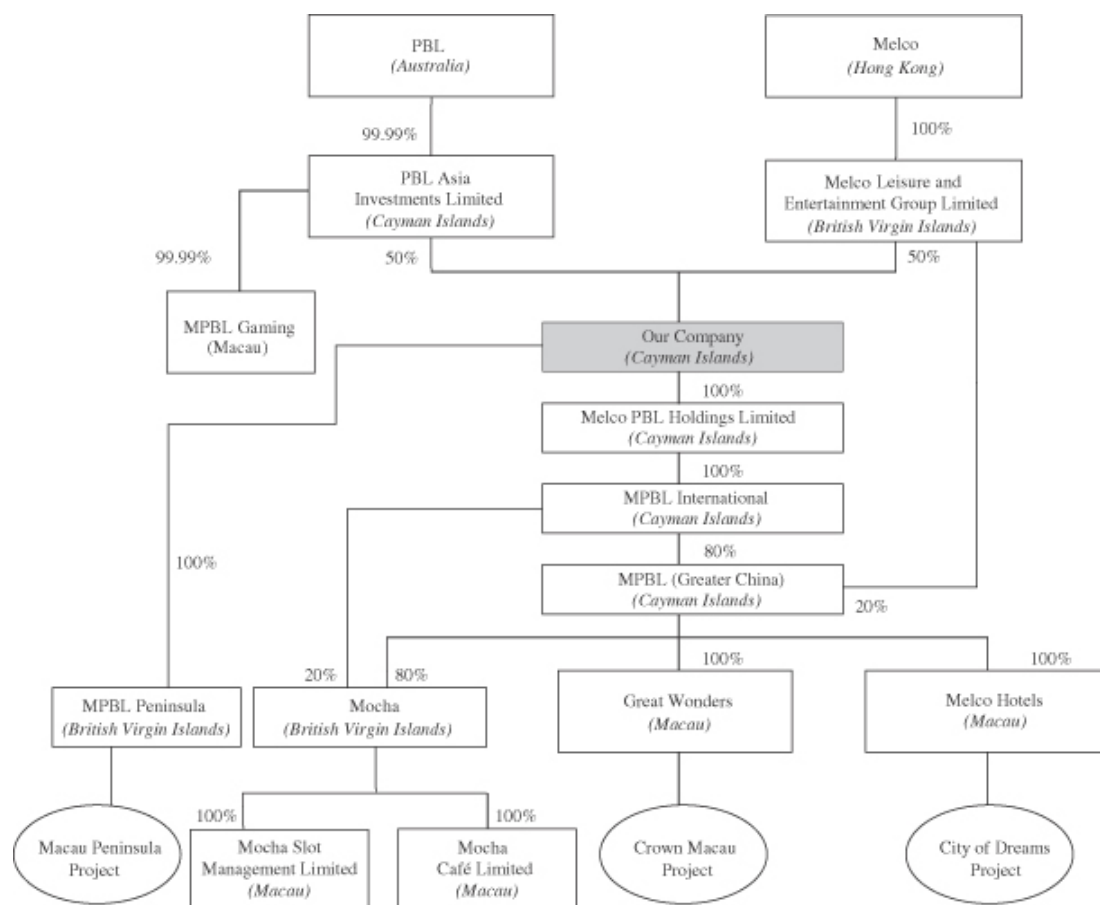 PBL
(Australia)
Melco
(Hong Kong)
99.99%
100%
PBL Asia
Investments Limited
(Cayman Islands)
Melco Leisure and
Entertainment Group Limited
(British Virgin Islands)
99.99%
50%
50%
MPBL Gaming
(Macau)
Our Company
(Cayman Islands)
100%
Melco PBL Holdings Limited
(Cayman Islands)
100%
MPBL International
(Cayman Islands)
100%
80%
MPBL (Greater China)
(Cayman Islands)
20%
20%
80%
100%
100%
MPBL Peninsula
(British Virgin Islands)
Mocha
(British Virgin Islands)
Great Wonders
(Macau)
Melco Hotels
(Macau)
100%
100%
Macau Peninsula
Project
Mocha Slot
Management Limited
(Macau)
Mocha
Café Limited
(Macau)
Crown Macau
Project
City of Dreams
Project